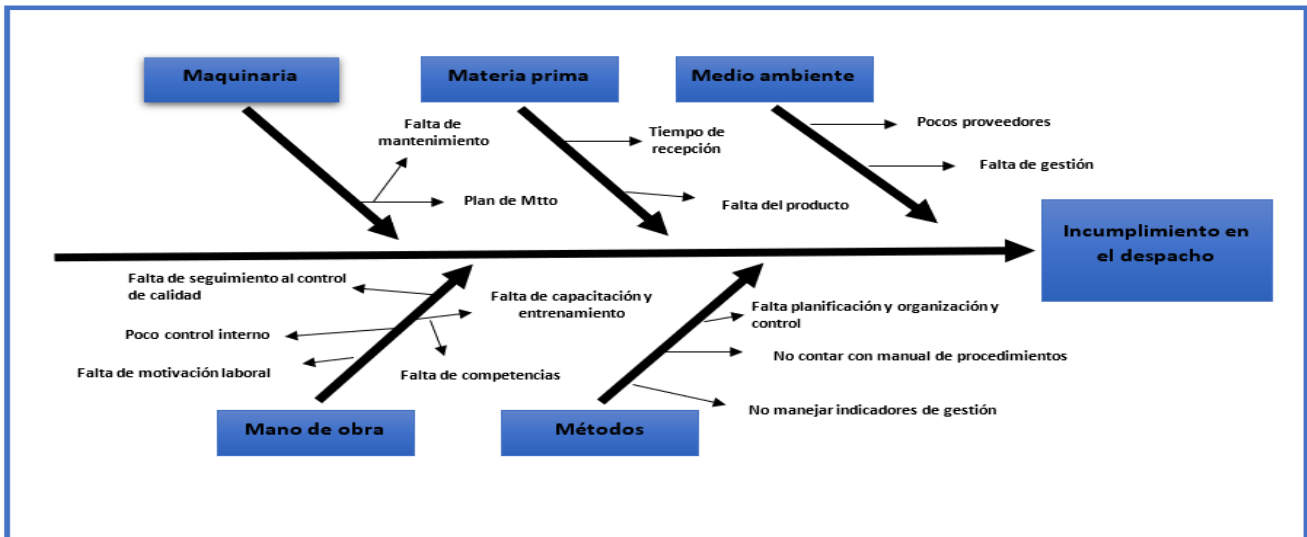 Maquinaria
Materia prima
Medio ambiente
Falta de
mantenimiento
Plan de Mtto
Tiempo de
recepción
Falta del producto
Pocos proveedores
Falta de gestión
Incumplimiento en
el despacho
Falta de seguimiento al control
de calidad
Poco control interno
Falta de motivación laboral
Falta de capacitación y
entrenamiento
Falta de competencias
Falta planificación y organización y
control
No contar con manual de procedimientos
No manejar indicadores de gestión
Mano de obra
Métodos